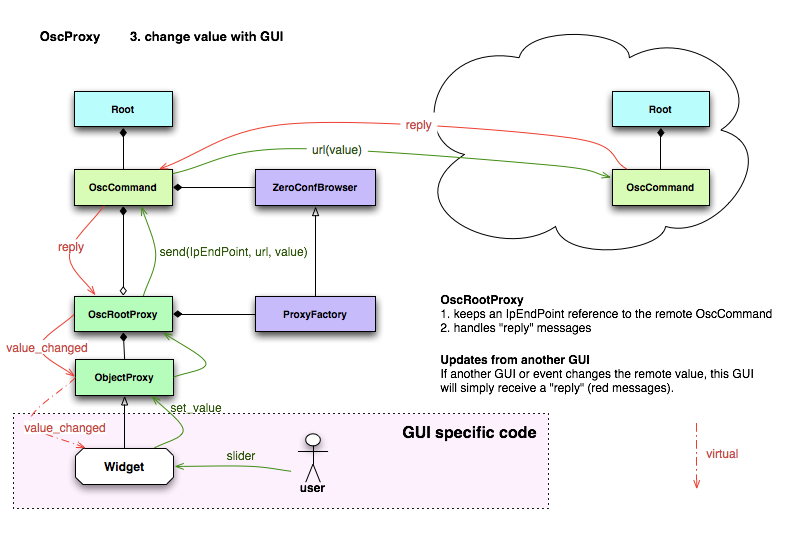 OscProxy 3. change value with GUI
Root
Root
reply
url(value)
OscCommand
ZeroConfBrowser
OscCommand
reply
send(IpEndPoint, url, value)
OscRootProxy
1. keeps an IpEndPoint reference to the remote OscCommand
2. handles "reply" messages
OscRootProxy
ProxyFactory
value_changed
Updates from another GUI
If another GUI or event changes the remote value, this GUI
will simply receive a "reply" (red messages).
ObjectProxy
set_value
value_changed
GUI specific code
virtual
Widget
slider
user